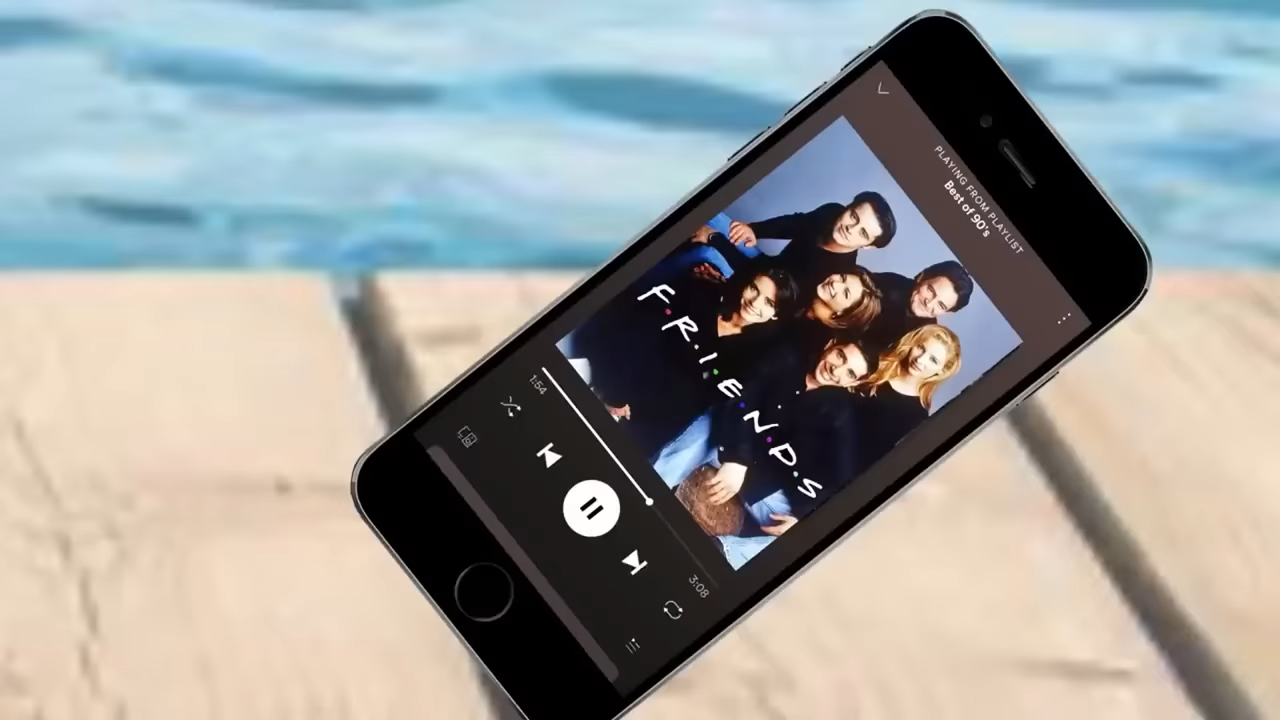 PLAYING FROM PLAYLIST
Best of 90's
F.R.I.E.N.D.S
1:54
3:08